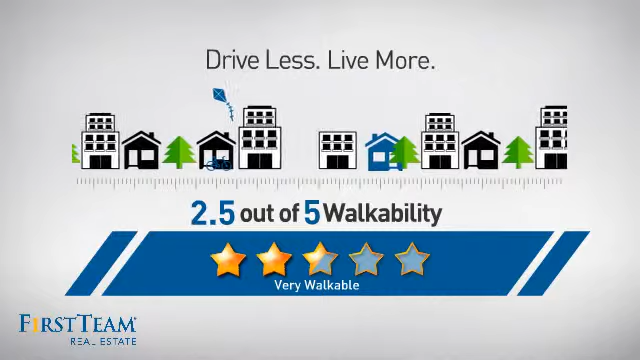 Drive Less. Live More.
2.5 out of 5 Walkability
Very Walkable
FIRSTTEAM®
REAL ESTATE